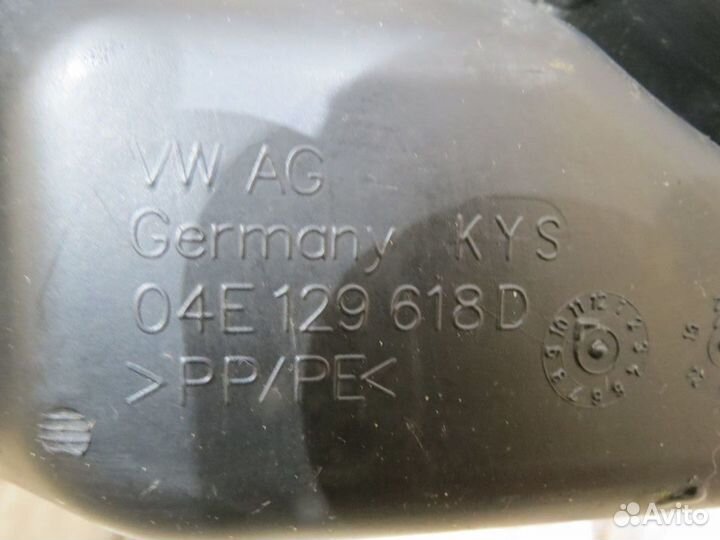 VW AG
Germany KYS
04E 129 618 D
>PP/PE<
Avito